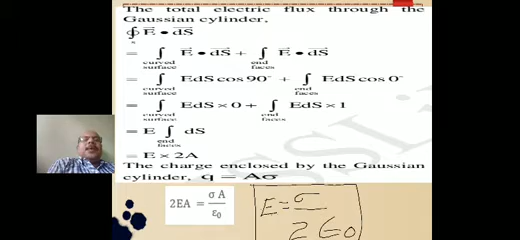 The total electric flux through the
Gaussian cylinder,
∮ₛ E⃗ • dS⃗
= ∫ E⃗ • dS⃗ + ∫ E⃗ • dS⃗
curved surface end faces
= ∫ EdS cos 90° + ∫ EdS cos 0°
curved surface end faces
= ∫ EdS × 0 + ∫ EdS × 1
curved surface end faces
= E ∫ dS
end faces
= E × 2A
The charge enclosed by the Gaussian
cylinder, q = Aσ
2EA = σA/ε₀
E = σ/2ε₀